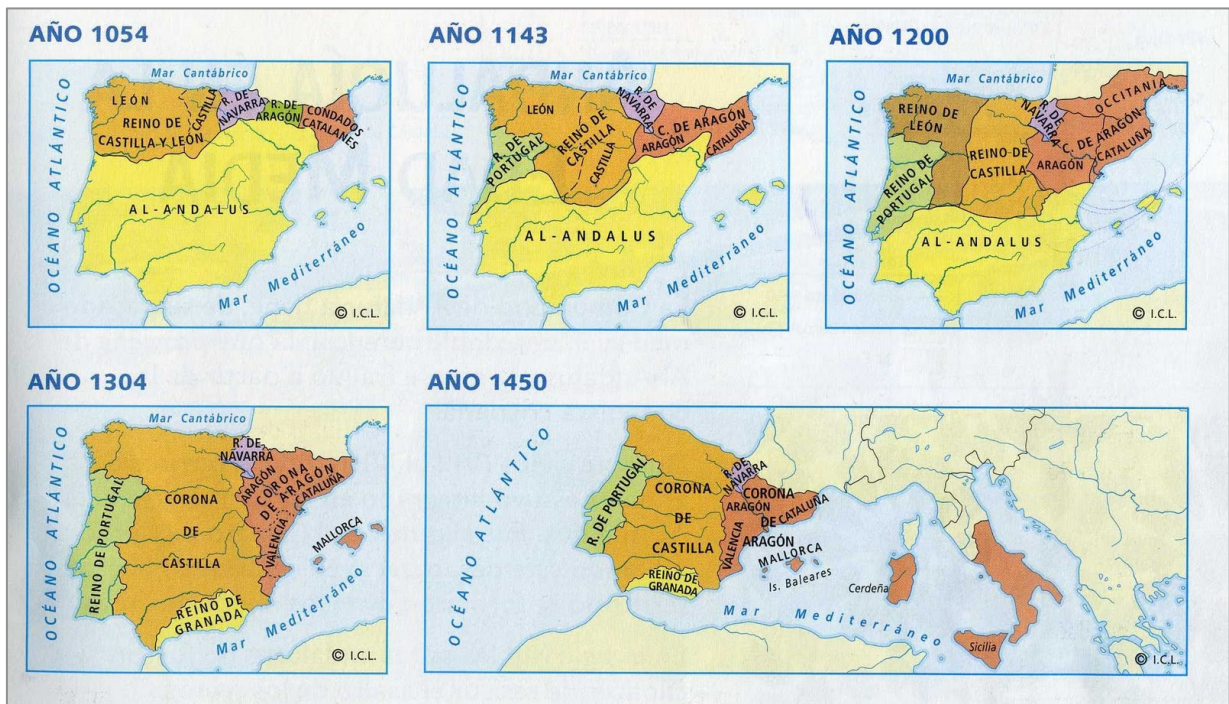 AÑO 1054
Mar Cantábrico
OCÉANO ATLÁNTICO
LEÓN
REINO DE
CASTILLA Y LEÓN
CASTILLA
R. DE
NAVARRA
R. DE
ARAGÓN
CONDADOS
CATALANES
AL-ANDALUS
Mar Mediterráneo
© I.C.L.
AÑO 1143
Mar Cantábrico
OCÉANO ATLÁNTICO
LEÓN
R. DE
PORTUGAL
REINO DE
CASTILLA
CASTILLA
R. DE
NAVARRA
C. DE ARAGÓN
ARAGÓN
CATALUÑA
AL-ANDALUS
Mar Mediterráneo
© I.C.L.
AÑO 1200
Mar Cantábrico
OCÉANO ATLÁNTICO
REINO DE
LEÓN
REINO DE
PORTUGAL
REINO DE
CASTILLA
R. DE
NAVARRA
OCCITANIA
C. DE ARAGÓN
ARAGÓN
CATALUÑA
AL-ANDALUS
Mar Mediterráneo
© I.C.L.
AÑO 1304
Mar Cantábrico
OCÉANO ATLÁNTICO
R. DE
NAVARRA
REINO DE PORTUGAL
CORONA
DE
CASTILLA
ARAGÓN
CORONA
DE ARAGÓN
CATALUÑA
VALENCIA
MALLORCA
REINO DE
GRANADA
Mar Mediterráneo
© I.C.L.
AÑO 1450
OCÉANO ATLÁNTICO
R. DE PORTUGAL
CORONA
DE
CASTILLA
R. DE
NAVARRA
CORONA
ARAGÓN
DE CATALUÑA
VALENCIA
ARAGÓN
MALLORCA
Is. Baleares
REINO DE
GRANADA
Cerdeña
Mar Mediterráneo
Sicilia
© I.C.L.